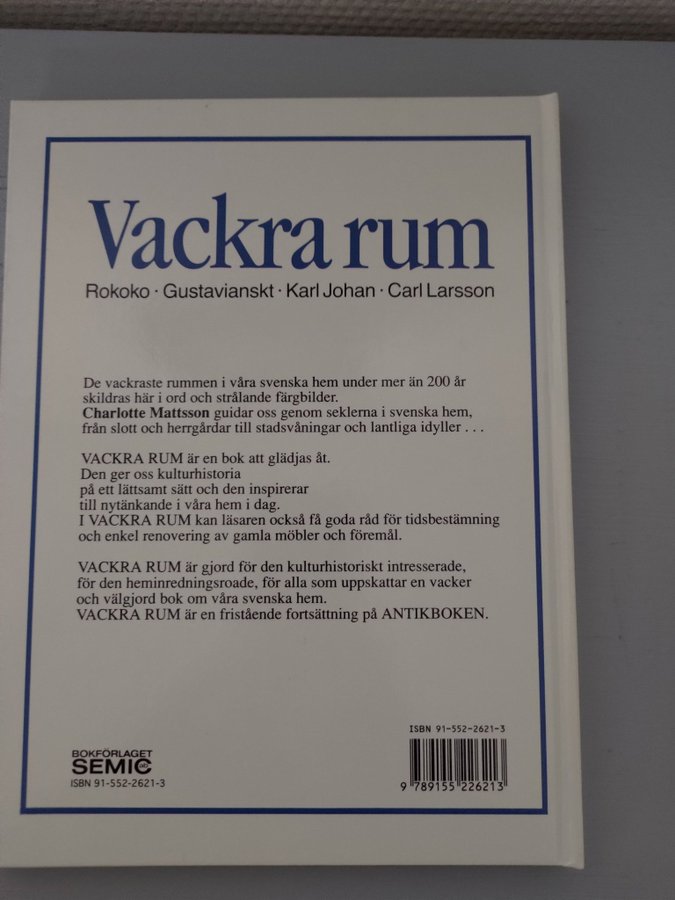 Vackra rum
Rokoko · Gustavianskt · Karl Johan · Carl Larsson
De vackraste rummen i våra svenska hem under mer än 200 år
skildras här i ord och strålande färgbilder.
Charlotte Mattsson guidar oss genom seklerna i svenska hem,
från slott och herrgårdar till stadsvåningar och lantliga idyller . . .
VACKRA RUM är en bok att glädjas åt.
Den ger oss kulturhistoria
på ett lättsamt sätt och den inspirerar
till nytänkande i våra hem i dag.
I VACKRA RUM kan läsaren också få goda råd för tidsbestämning
och enkel renovering av gamla möbler och föremål.
VACKRA RUM är gjord för den kulturhistoriskt intresserade,
för den heminredningsroade, för alla som uppskattar en vacker
och välgjord bok om våra svenska hem.
VACKRA RUM är en fristående fortsättning på ANTIKBOKEN.
BOKFÖRLAGET
SEMIC ab
ISBN 91-552-2621-3
ISBN 91-552-2621-3
9 789155 226213